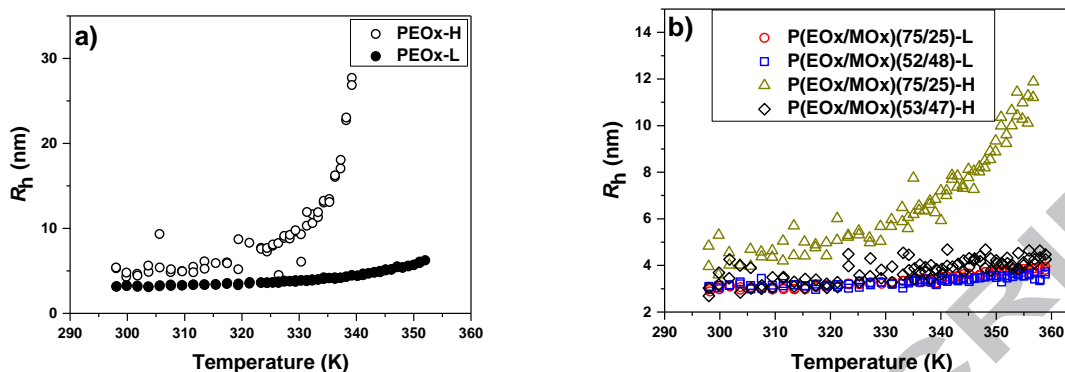 a)
PEOx-H
PEOx-L
30
20
10
0
Rh (nm)
290 300 310 320 330 340 350 360
Temperature (K)
b)
P(EOx/MOx)(75/25)-L
P(EOx/MOx)(52/48)-L
P(EOx/MOx)(75/25)-H
P(EOx/MOx)(53/47)-H
14
12
10
8
6
4
2
Rh (nm)
290 300 310 320 330 340 350 360
Temperature (K)
CRI